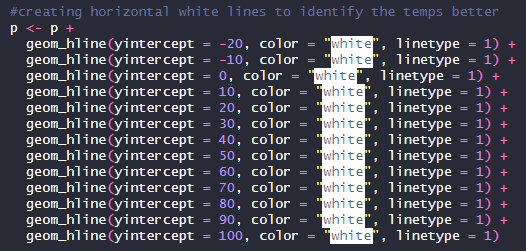 #creating horizontal white lines to identify the temps better
p <- p +
  geom_hline(yintercept = -20, color = "white", linetype = 1) +
  geom_hline(yintercept = -10, color = "white", linetype = 1) +
  geom_hline(yintercept = 0, color = "white", linetype = 1) +
  geom_hline(yintercept = 10, color = "white", linetype = 1) +
  geom_hline(yintercept = 20, color = "white", linetype = 1) +
  geom_hline(yintercept = 30, color = "white", linetype = 1) +
  geom_hline(yintercept = 40, color = "white", linetype = 1) +
  geom_hline(yintercept = 50, color = "white", linetype = 1) +
  geom_hline(yintercept = 60, color = "white", linetype = 1) +
  geom_hline(yintercept = 70, color = "white", linetype = 1) +
  geom_hline(yintercept = 80, color = "white", linetype = 1) +
  geom_hline(yintercept = 90, color = "white", linetype = 1) +
  geom_hline(yintercept = 100, color = "white", linetype = 1)